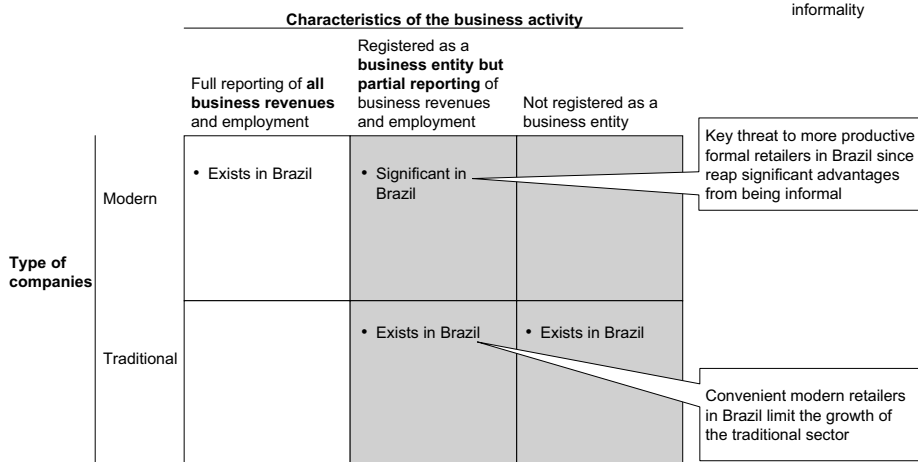 informality
Characteristics of the business activity
Full reporting of all
business revenues
and employment
Registered as a
business entity but
partial reporting of
business revenues
and employment
Not registered as a
business entity
Type of
companies
Modern
• Exists in Brazil
• Significant in
Brazil
Key threat to more productive
formal retailers in Brazil since
reap significant advantages
from being informal
Traditional
• Exists in Brazil
• Exists in Brazil
Convenient modern retailers
in Brazil limit the growth of
the traditional sector